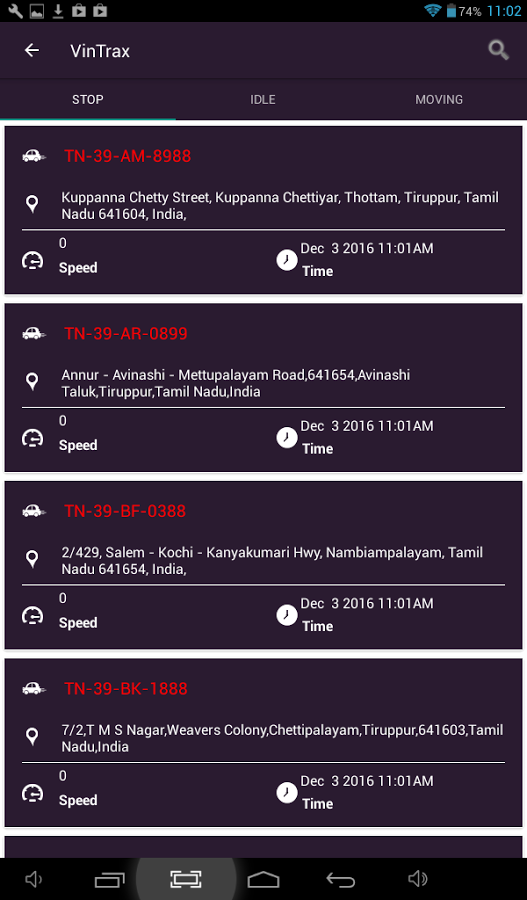 74% 11:02
VinTrax
STOP IDLE MOVING
TN-39-AM-8988
Kuppanna Chetty Street, Kuppanna Chettiyar, Thottam, Tiruppur, Tamil
Nadu 641604, India,
0
Speed
Dec 3 2016 11:01AM
Time
TN-39-AR-0899
Annur - Avinashi - Mettupalayam Road,641654,Avinashi
Taluk,Tiruppur,Tamil Nadu,India
0
Speed
Dec 3 2016 11:01AM
Time
TN-39-BF-0388
2/429, Salem - Kochi - Kanyakumari Hwy, Nambiampalayam, Tamil
Nadu 641654, India,
0
Speed
Dec 3 2016 11:01AM
Time
TN-39-BK-1888
7/2,T M S Nagar,Weavers Colony,Chettipalayam,Tiruppur,641603,Tamil
Nadu,India
0
Speed
Dec 3 2016 11:01AM
Time